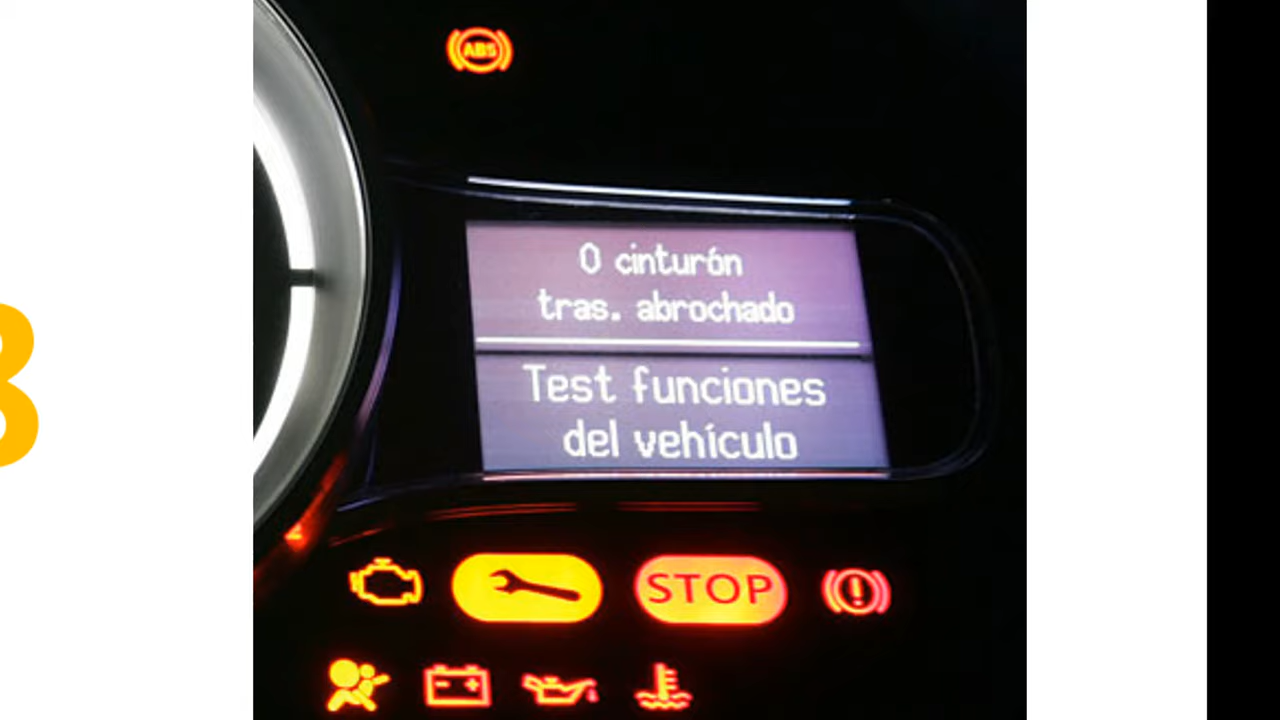 ABS
0 cinturón
tras. abrochado
Test funciones
del vehículo
STOP